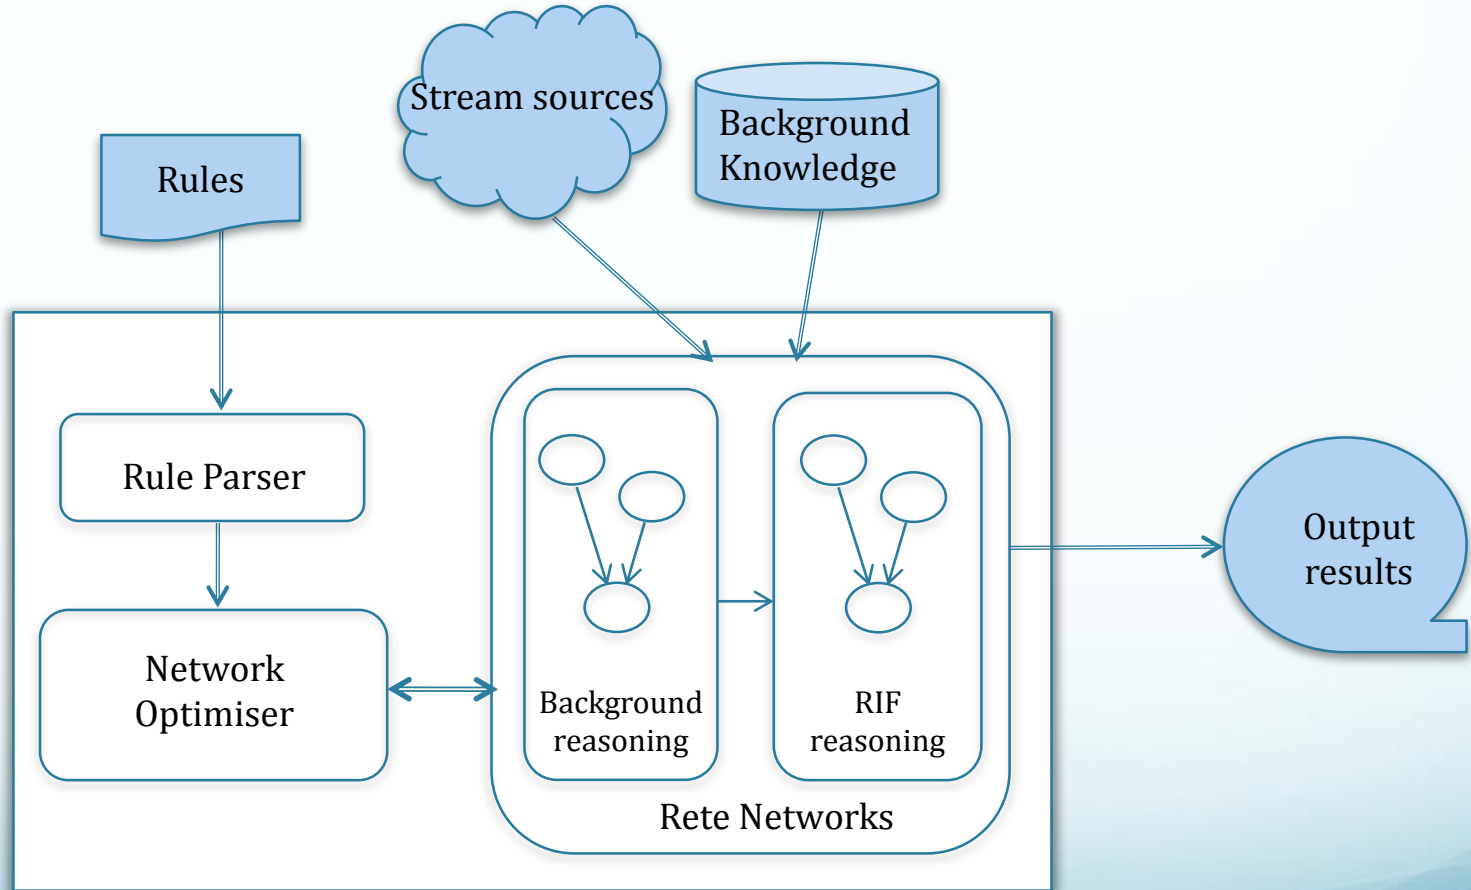 Stream sources
Background
Knowledge
Rules
Rule Parser
Network
Optimiser
Background
reasoning
RIF
reasoning
Rete Networks
Output
results